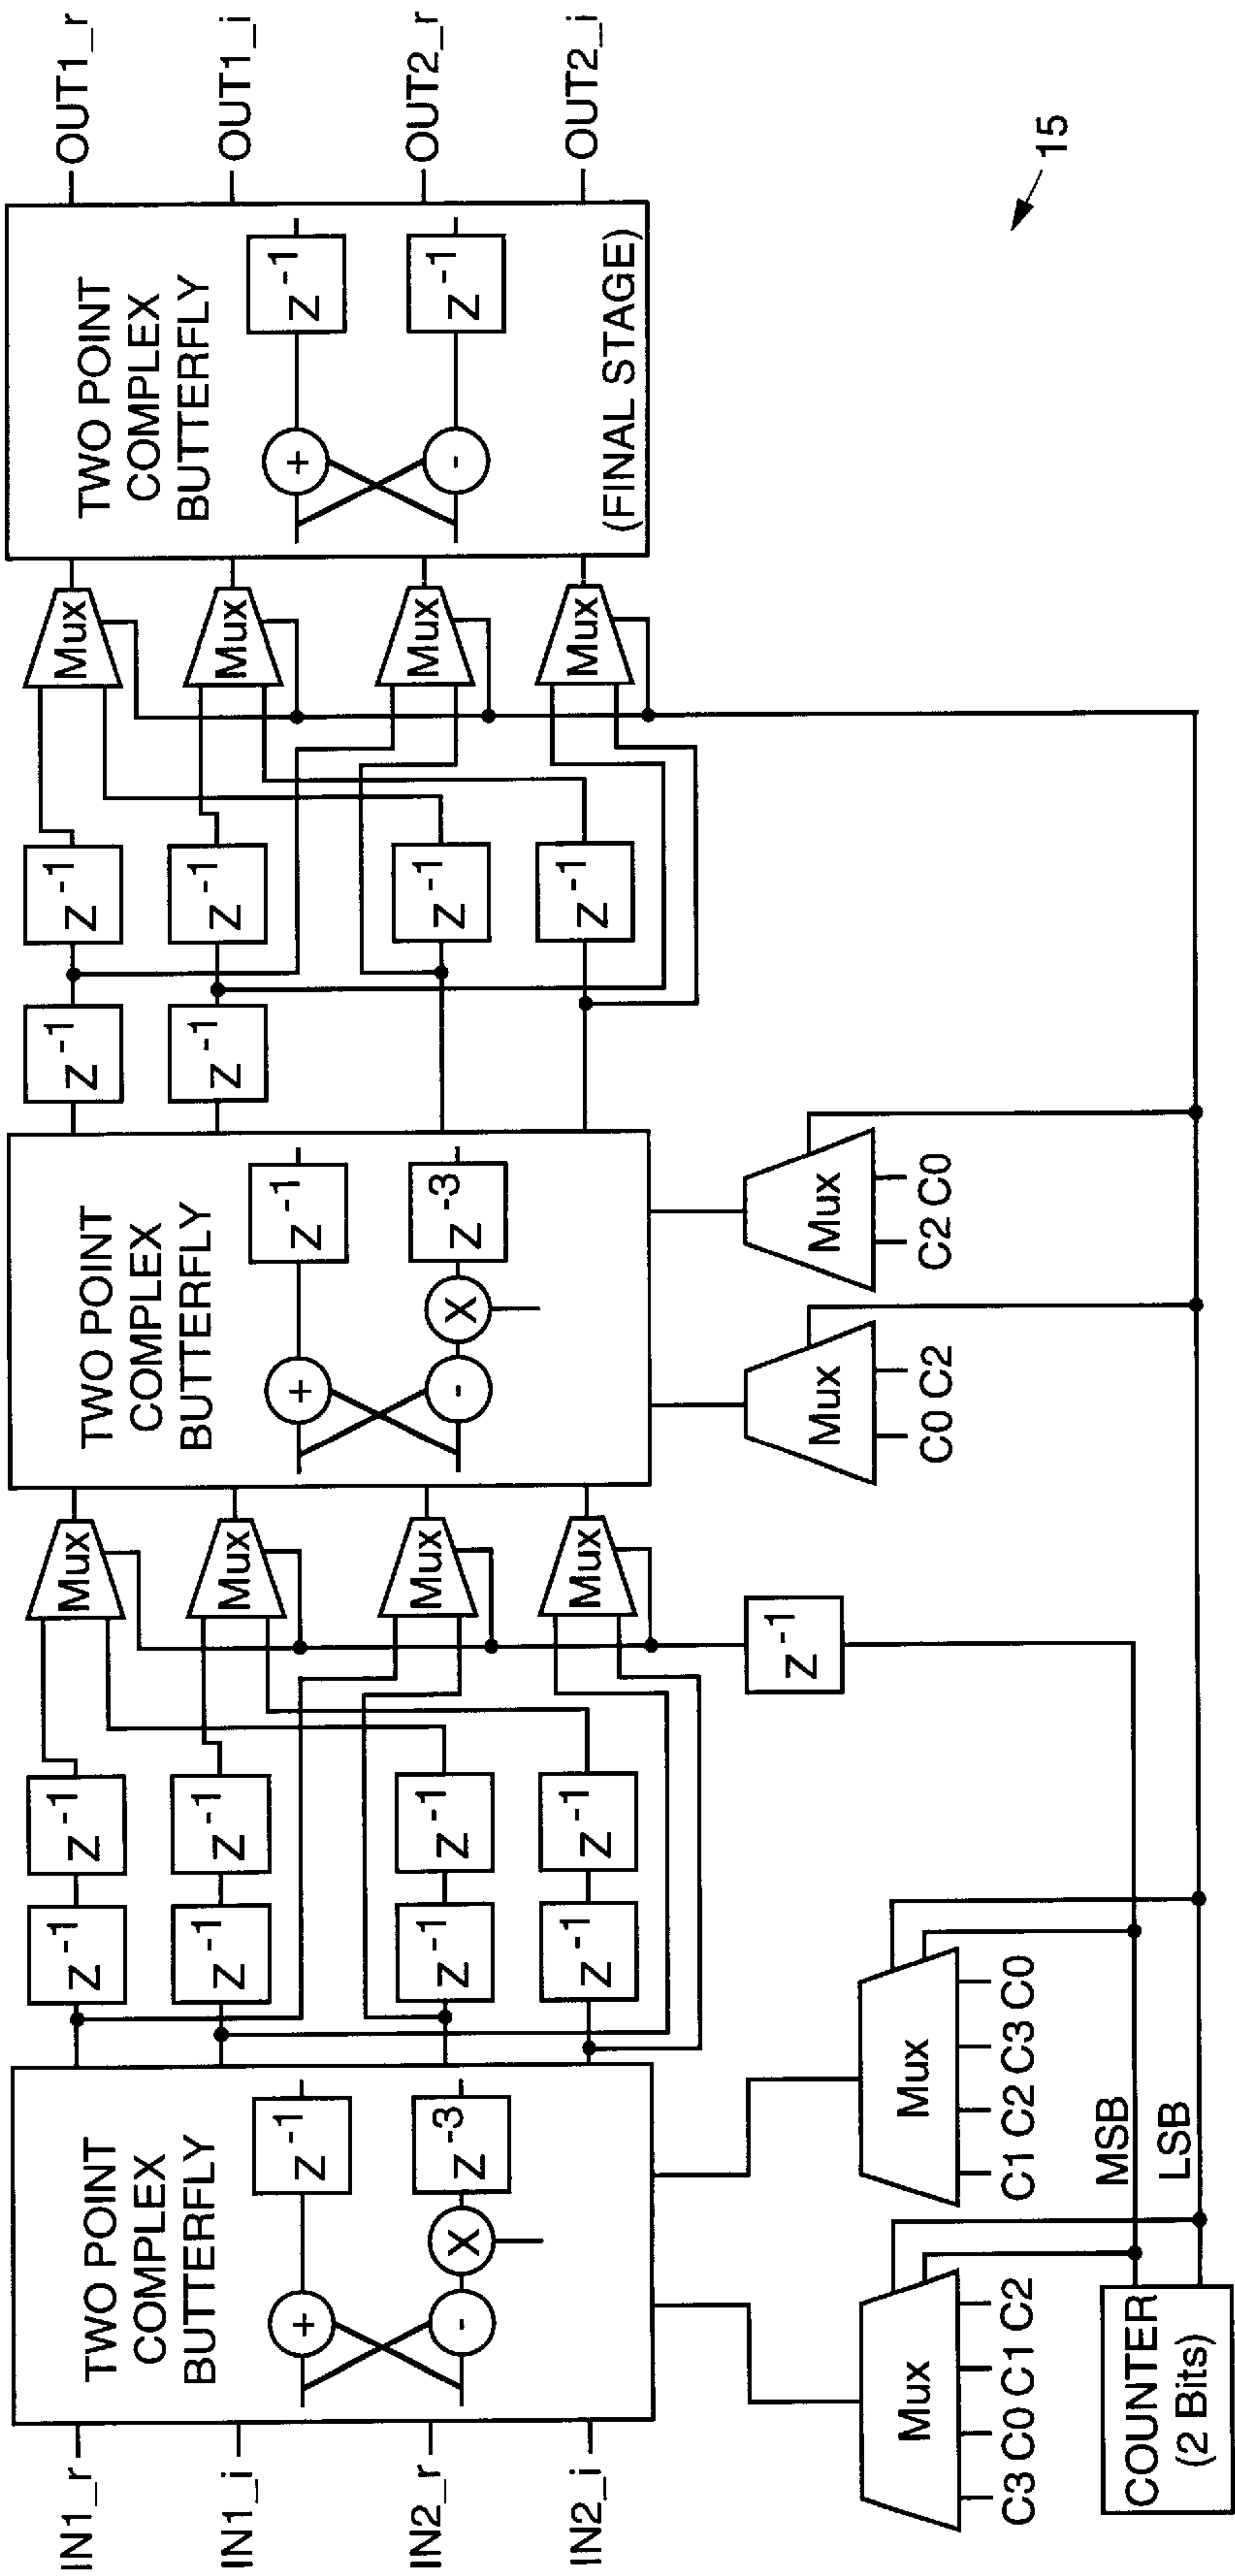 IN1_r
IN1_i
IN2_r
IN2_i
TWO POINT
COMPLEX
BUTTERFLY
+
-
X
z-1
z-3
z-1
z-1
z-1
z-1
z-1
z-1
z-1
z-1
Mux
Mux
Mux
Mux
z-1
Mux
C3 C0 C1 C2
Mux
C1 C2 C3 C0
COUNTER
(2 Bits)
MSB
LSB
TWO POINT
COMPLEX
BUTTERFLY
+
-
X
z-1
z-3
Mux
C0 C2
Mux
C2 C0
z-1
z-1
z-1
z-1
z-1
z-1
Mux
Mux
Mux
Mux
TWO POINT
COMPLEX
BUTTERFLY
+
-
z-1
z-1
(FINAL STAGE)
OUT1_r
OUT1_i
OUT2_r
OUT2_i
15